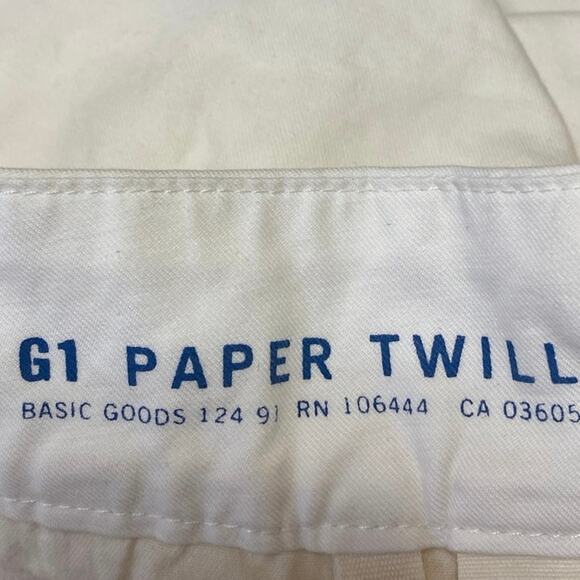 G1 PAPER TWILL
BASIC GOODS 124 91 RN 106444 CA 03605